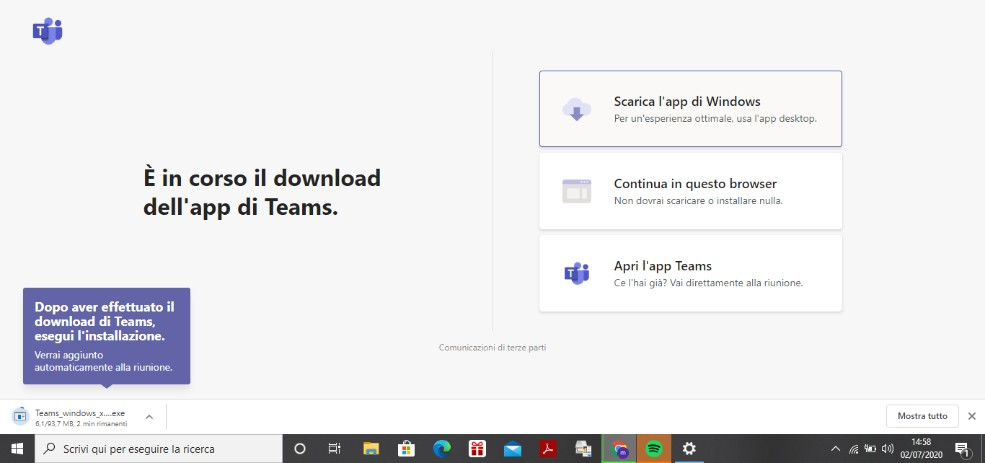 Scarica l'app di Windows
Per un'esperienza ottimale, usa l'app desktop.
È in corso il download
dell'app di Teams.
Continua in questo browser
Non dovrai scaricare o installare nulla.
Apri l'app Teams
Ce l'hai già? Vai direttamente alla riunione.
Dopo aver effettuato il
download di Teams,
esegui l'installazione.
Verrai aggiunto
automaticamente alla riunione.
Comunicazioni di terze parti
Teams_windows_x....exe
6,1/93,7 MB, 2 min rimanenti
Mostra tutto
Scrivi qui per eseguire la ricerca
14:58
02/07/2020
1